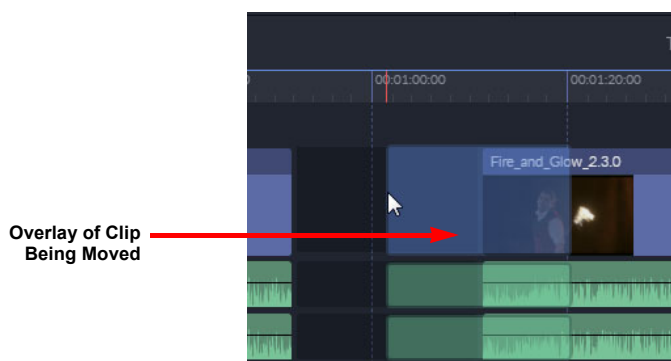 T
00:01:00:00
00:01:20:00
Fire_and_Glow_2.3.0
Overlay of Clip
Being Moved